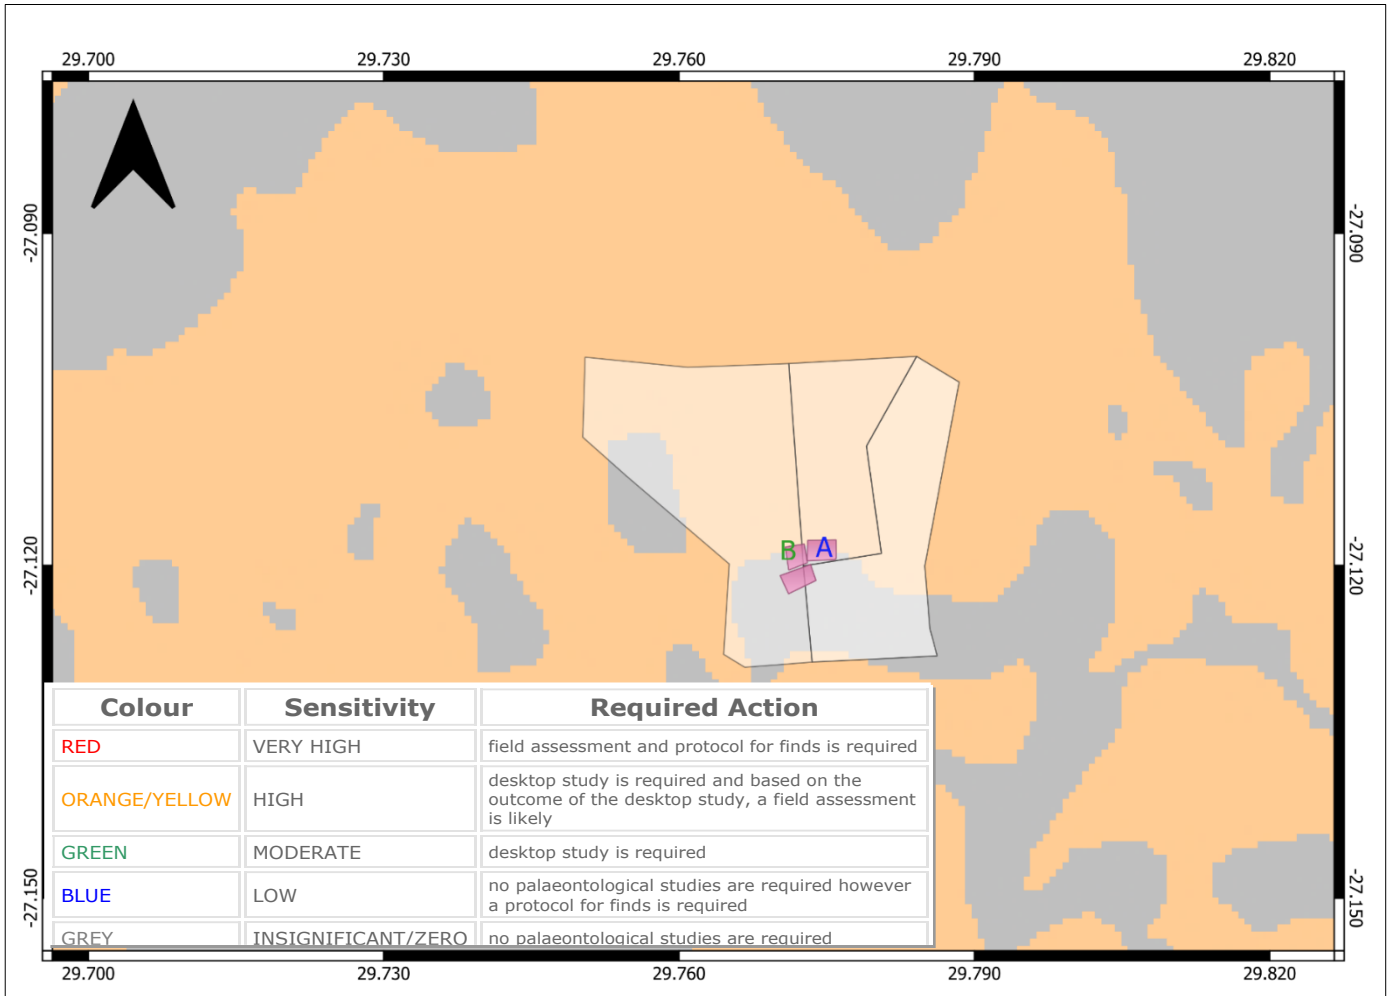 29.700 29.730 29.760 29.790 29.820
-27.090 -27.090
B A
-27.120 -27.120
Colour Sensitivity Required Action
RED VERY HIGH field assessment and protocol for finds is required
ORANGE/YELLOW HIGH desktop study is required and based on the
outcome of the desktop study, a field assessment
is likely
GREEN MODERATE desktop study is required
BLUE LOW no palaeontological studies are required however
a protocol for finds is required
GREY INSIGNIFICANT/ZERO no palaeontological studies are required
-27.150 -27.150
29.700 29.730 29.760 29.790 29.820